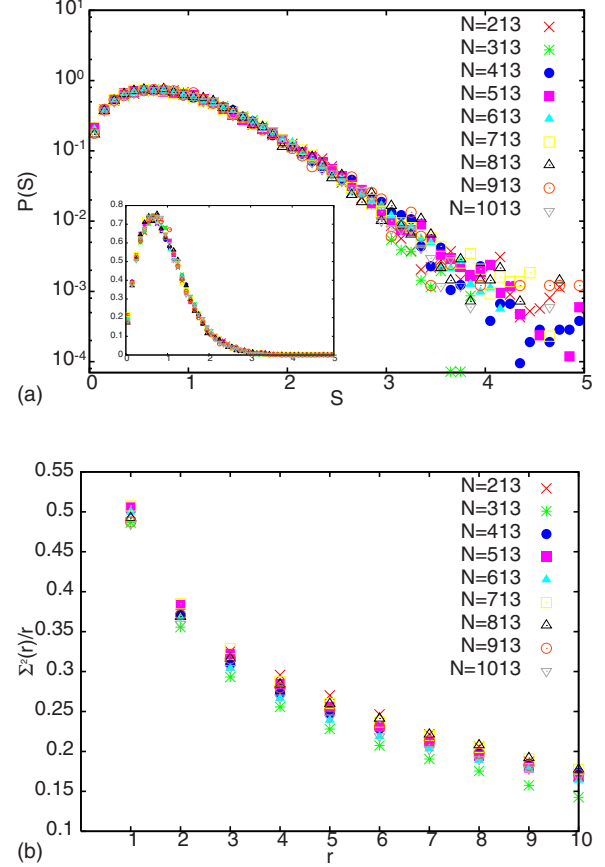 10^1
10^0
10^-1
10^-2
10^-3
10^-4
P(S)
N=213
N=313
N=413
N=513
N=613
N=713
N=813
N=913
N=1013
0.8
0.7
0.6
0.5
0.4
0.3
0.2
0.1
0
0 1 2 3 4 5
0 1 2 3 4 5
S
(a)
0.55
0.5
0.45
0.4
0.35
0.3
0.25
0.2
0.15
0.1
Σ²(r)/r
N=213
N=313
N=413
N=513
N=613
N=713
N=813
N=913
N=1013
1 2 3 4 5 6 7 8 9 10
r
(b)